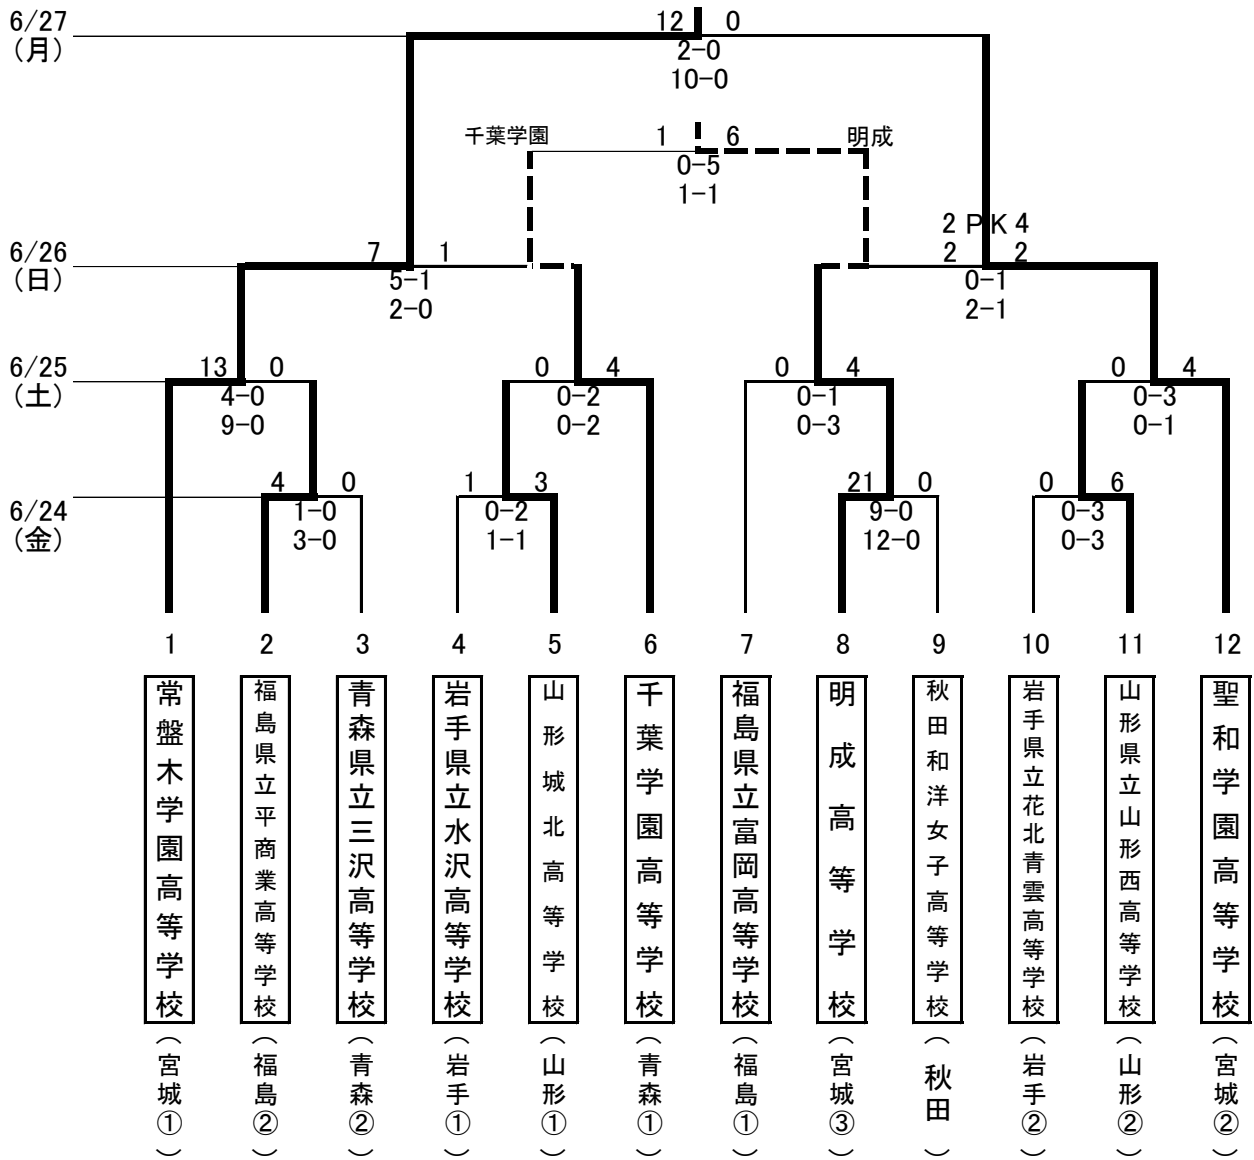 6/27
（月）
12 0
2-0
10-0
千葉学園 1 6 明成
0-5
1-1
2 PK 4
6/26
（日）
7 1
5-1
2-0
2 2
0-1
2-1
6/25
（土）
13 0
4-0
9-0
0 4
0-2
0-2
0 4
0-1
0-3
0 4
0-3
0-1
6/24
（金）
4 0
1-0
3-0
1 3
0-2
1-1
21 0
9-0
12-0
0 6
0-3
0-3
1 2 3 4 5 6 7 8 9 10 11 12
常盤木学園高等学校
（宮城①）
福島県立平商業高等学校
（福島②）
青森県立三沢高等学校
（青森②）
岩手県立水沢高等学校
（岩手①）
山形城北高等学校
（山形①）
千葉学園高等学校
（青森①）
福島県立富岡高等学校
（福島①）
明成高等学校
（宮城③）
秋田和洋女子高等学校
（秋田）
岩手県立花北青雲高等学校
（岩手②）
山形県立山形西高等学校
（山形②）
聖和学園高等学校
（宮城②）